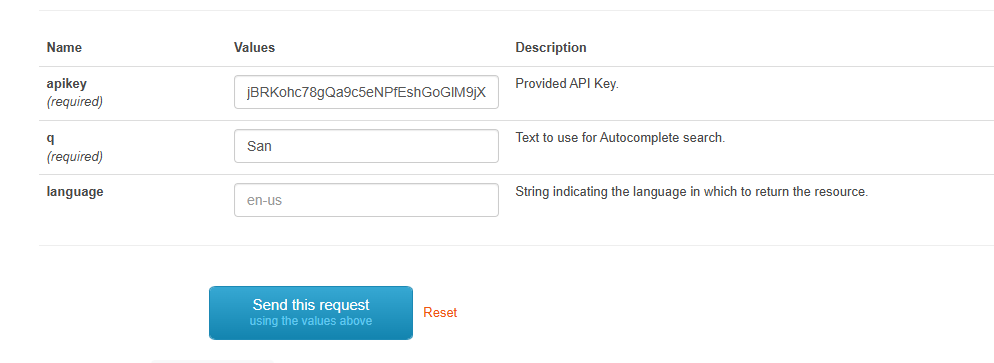 Name Values Description
apikey jBRKohc78gQa9c5eNPfEshGoGlM9jX Provided API Key.
(required)
q San Text to use for Autocomplete search.
(required)
language en-us String indicating the language in which to return the resource.
Send this request
using the values above
Reset